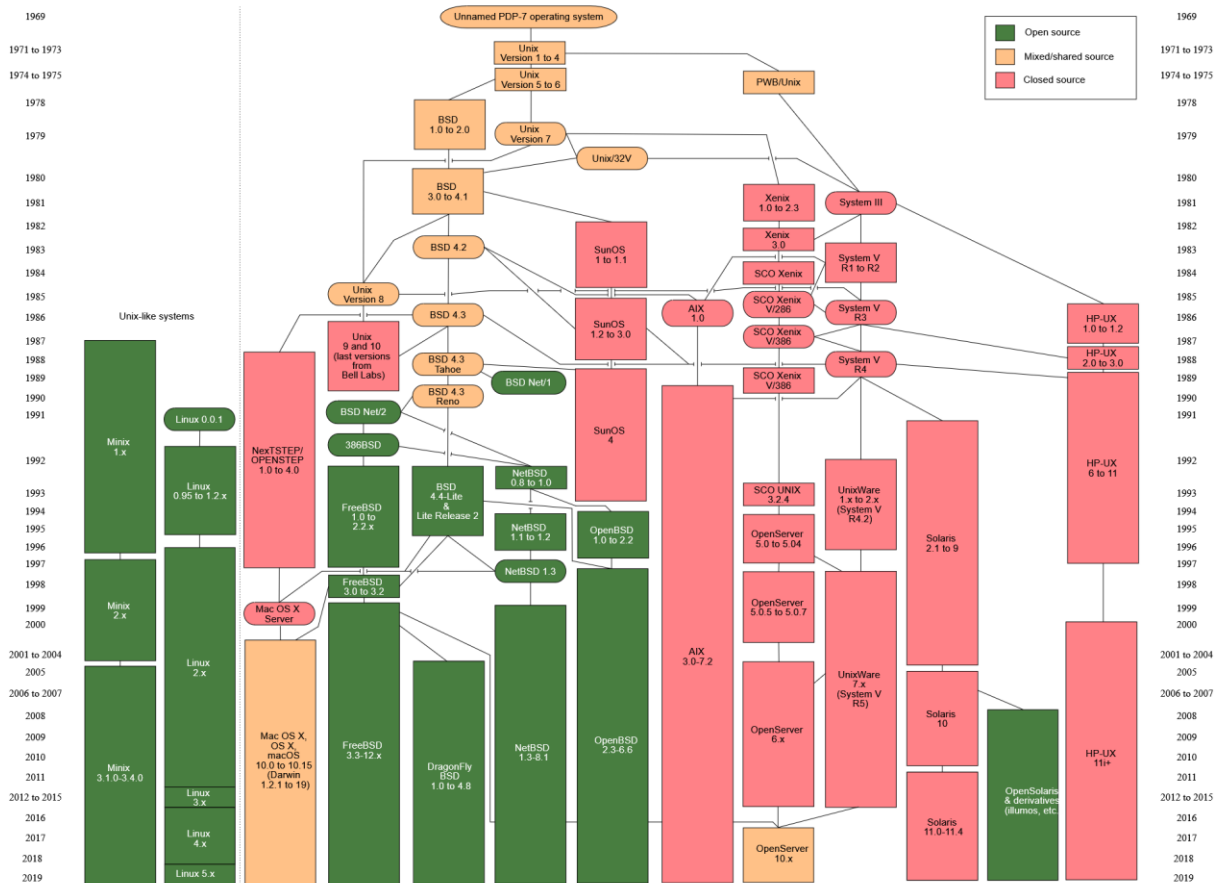 1969
1971 to 1973
1974 to 1975
1978
1979
1980
1981
1982
1983
1984
1985
1986
1987
1988
1989
1990
1991
1992
1993
1994
1995
1996
1997
1998
1999
2000
2001 to 2004
2005
2006 to 2007
2008
2009
2010
2011
2012 to 2015
2016
2017
2018
2019
Unix-like systems
Minix
1.x
Minix
2.x
Minix
3.1.0-3.4.0
Linux 0.0.1
Linux
0.95 to 1.2.x
Linux
2.x
Linux
3.x
Linux
4.x
Linux 5.x
Unnamed PDP-7 operating system
Unix
Version 1 to 4
Unix
Version 5 to 6
PWB/Unix
BSD
1.0 to 2.0
Unix
Version 7
Unix/32V
BSD
3.0 to 4.1
Xenix
1.0 to 2.3
System III
SunOS
1 to 1.1
Xenix
3.0
BSD 4.2
System V
R1 to R2
SCO Xenix
Unix
Version 8
SCO Xenix
V/286
AIX
1.0
System V
R3
BSD 4.3
SunOS
1.2 to 3.0
HP-UX
1.0 to 1.2
Unix
9 and 10
(last versions
from
Bell Labs)
SCO Xenix
V/386
BSD 4.3
Tahoe
System V
R4
HP-UX
2.0 to 3.0
BSD Net/1
SCO Xenix
V/386
BSD 4.3
Reno
BSD Net/2
SunOS
4
386BSD
NexTSTEP/
OPENSTEP
1.0 to 4.0
HP-UX
6 to 11
NetBSD
0.8 to 1.0
BSD
4.4-Lite
&
Lite Release 2
SCO UNIX
3.2.4
UnixWare
1.x to 2.x
(System V
R4.2)
FreeBSD
1.0 to
2.2.x
NetBSD
1.1 to 1.2
OpenBSD
1.0 to 2.2
OpenServer
5.0 to 5.04
Solaris
2.1 to 9
NetBSD 1.3
FreeBSD
3.0 to 3.2
OpenServer
5.0.5 to 5.0.7
Mac OS X
Server
AIX
3.0-7.2
UnixWare
7.x
(System V
R5)
Mac OS X,
OS X,
macOS
10.0 to 10.15
(Darwin
1.2.1 to 19)
FreeBSD
3.3-12.x
DragonFly
BSD
1.0 to 4.8
NetBSD
1.3-8.1
OpenBSD
2.3-6.6
OpenServer
6.x
Solaris
10
HP-UX
11i+
OpenSolaris
& derivatives
(illumos, etc.
Solaris
11.0-11.4
OpenServer
10.x
Open source
Mixed/shared source
Closed source
1969
1971 to 1973
1974 to 1975
1978
1979
1980
1981
1982
1983
1984
1985
1986
1987
1988
1989
1990
1991
1992
1993
1994
1995
1996
1997
1998
1999
2000
2001 to 2004
2005
2006 to 2007
2008
2009
2010
2011
2012 to 2015
2016
2017
2018
2019